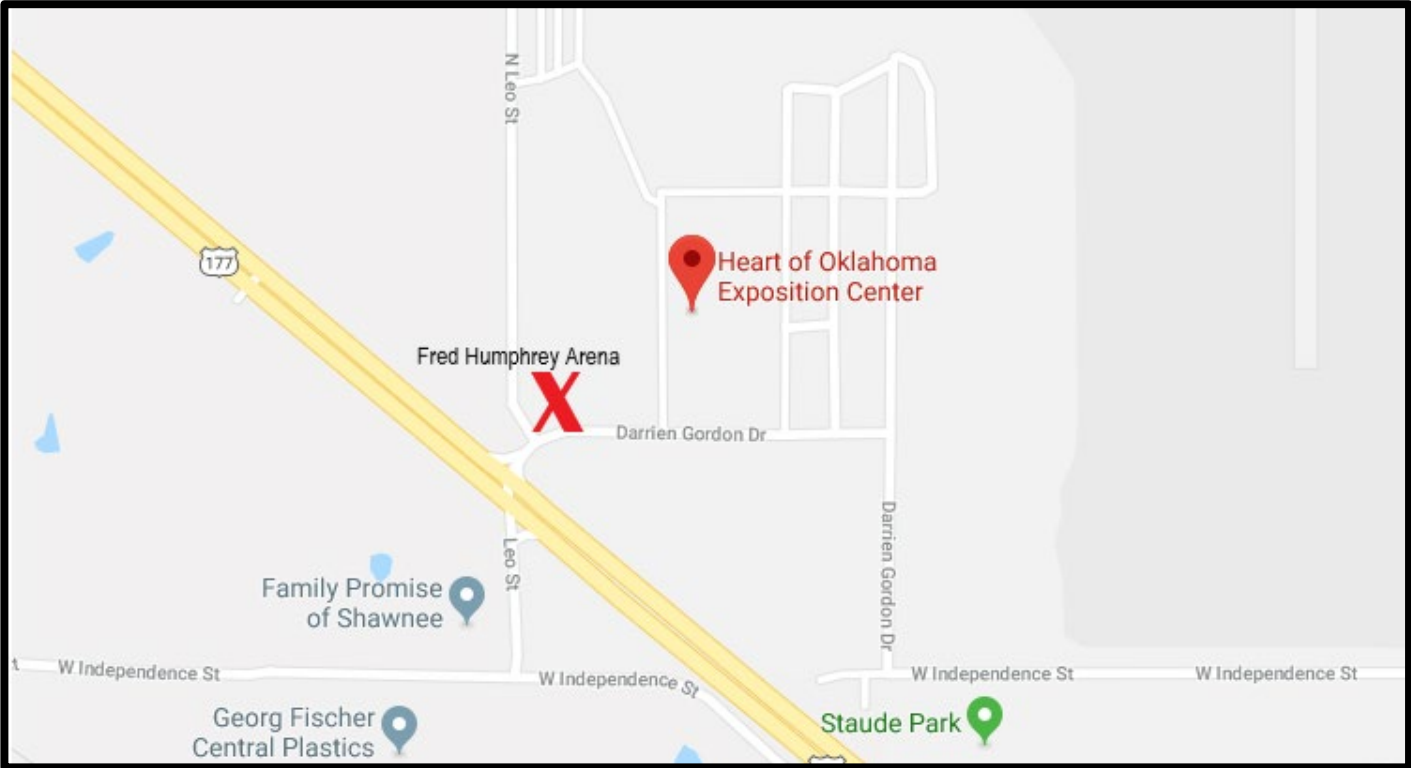 N Leo St
177
Heart of Oklahoma
Exposition Center
Fred Humphrey Arena
X
Darrien Gordon Dr
Darrien Gordon Dr
Leo St
Family Promise
of Shawnee
t
W Independence St
W Independence St
W Independence St
W Independence St
Georg Fischer
Central Plastics
Staude Park